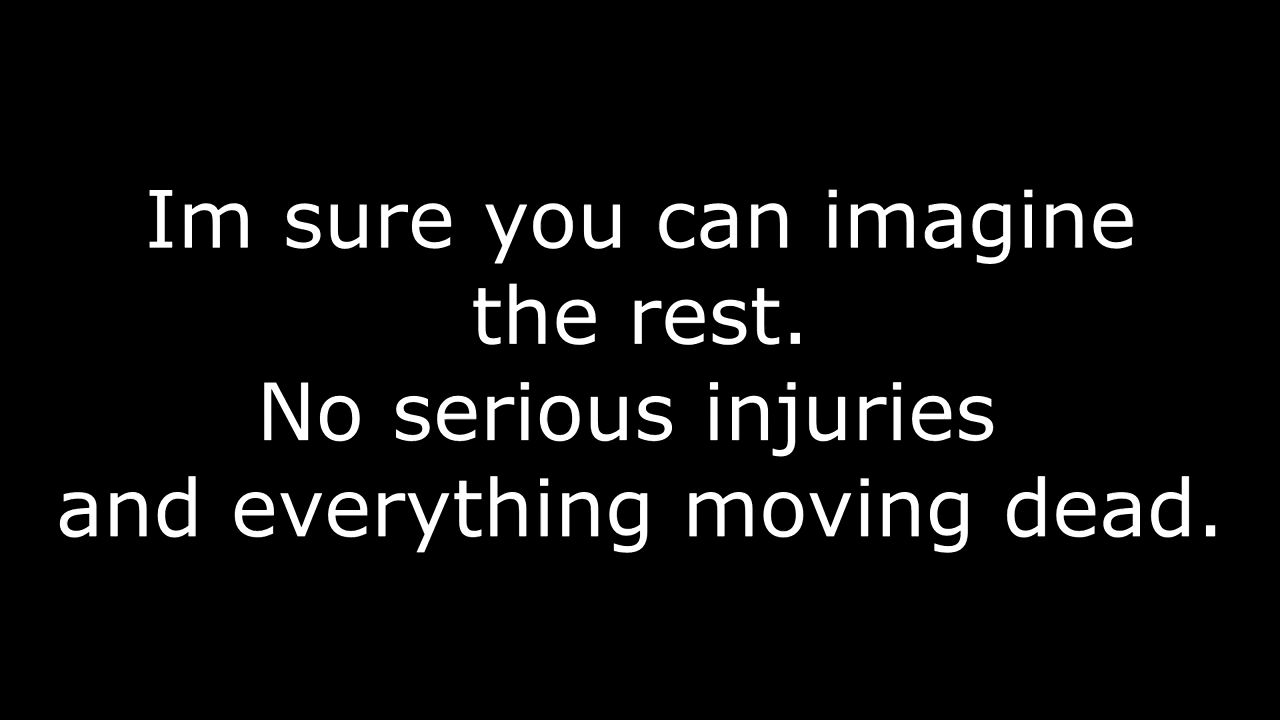 Im sure you can imagine
the rest.
No serious injuries
and everything moving dead.